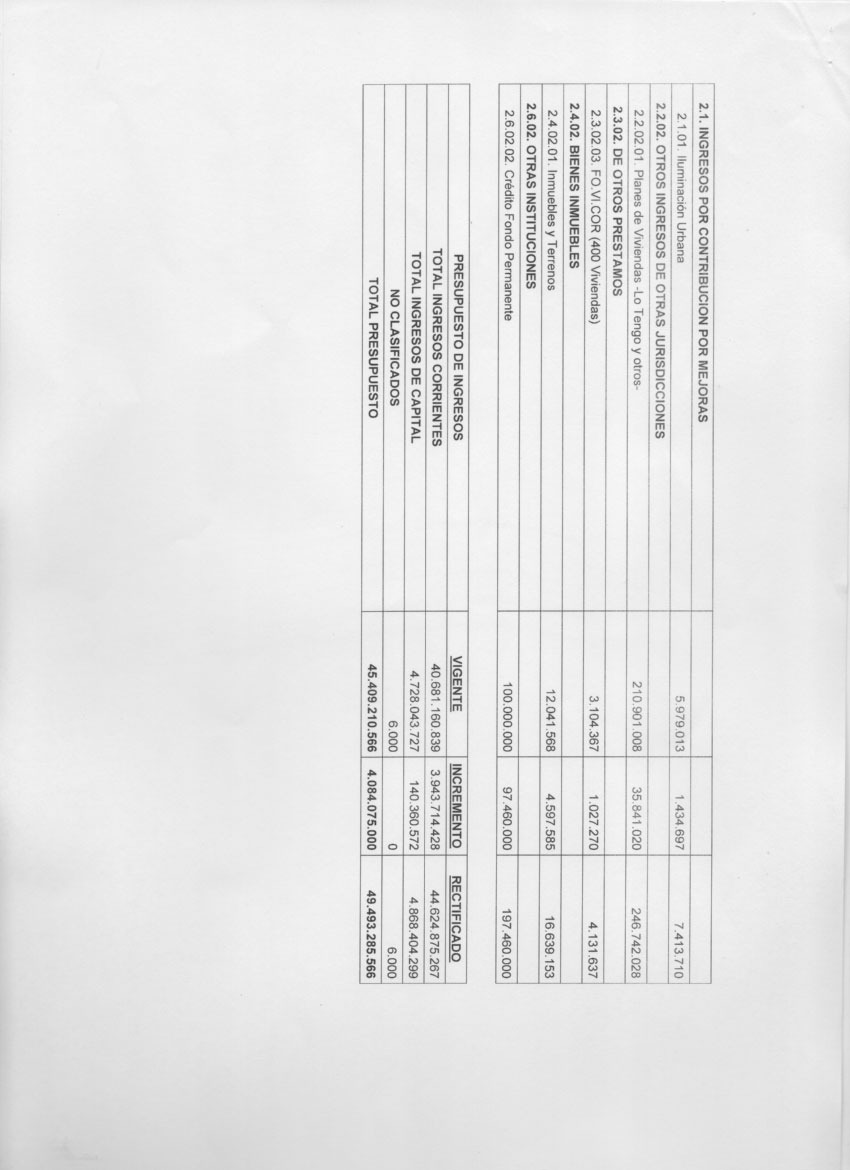 2.1. INGRESOS POR CONTRIBUCION POR MEJORAS
2.1.01. Iluminación Urbana 5.979.013 1.434.697 7.413.710
2.2.02. OTROS INGRESOS DE OTRAS JURISDICCIONES
2.2.02.01. Planes de Viviendas -Lo Tengo y otros- 210.901.008 35.841.020 246.742.028
2.3.02. DE OTROS PRESTAMOS
2.3.02.03. FO.VI.COR (400 Viviendas) 3.104.367 1.027.270 4.131.637
2.4.02. BIENES INMUEBLES
2.4.02.01. Inmuebles y Terrenos 12.041.568 4.597.585 16.639.153
2.6.02. OTRAS INSTITUCIONES
2.6.02.02. Crédito Fondo Permanente 100.000.000 97.460.000 197.460.000
PRESUPUESTO DE INGRESOS VIGENTE INCREMENTO RECTIFICADO
TOTAL INGRESOS CORRIENTES 40.681.160.839 3.943.714.428 44.624.875.267
TOTAL INGRESOS DE CAPITAL 4.728.043.727 140.360.572 4.868.404.299
NO CLASIFICADOS 6.000 0 6.000
TOTAL PRESUPUESTO 45.409.210.566 4.084.075.000 49.493.285.566